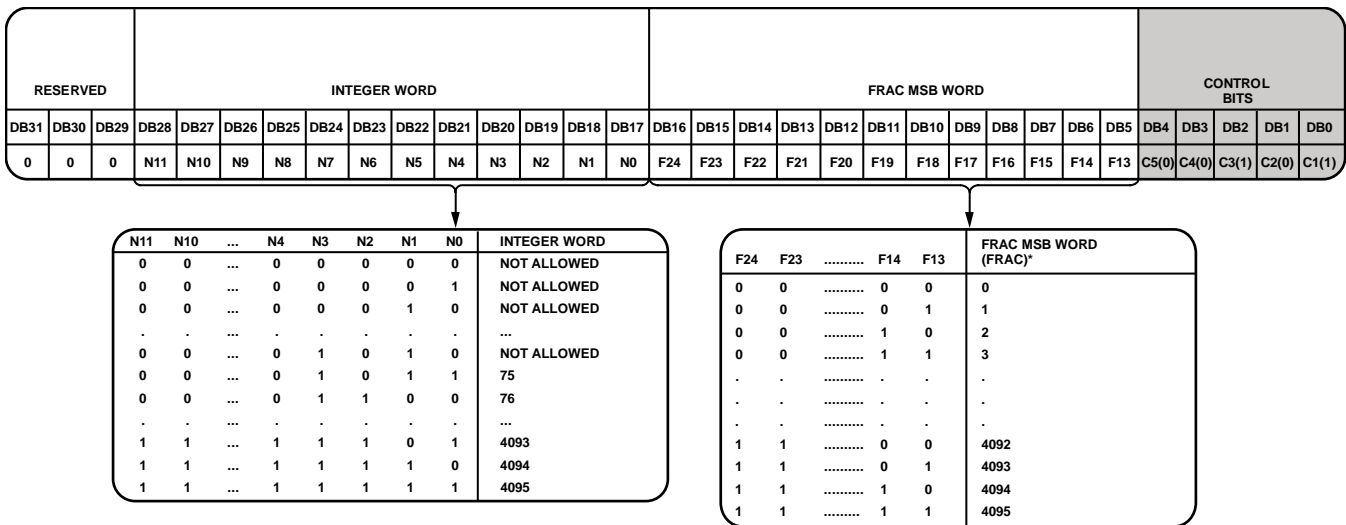 RESERVED INTEGER WORD FRAC MSB WORD CONTROL
BITS
DB31 DB30 DB29 DB28 DB27 DB26 DB25 DB24 DB23 DB22 DB21 DB20 DB19 DB18 DB17 DB16 DB15 DB14 DB13 DB12 DB11 DB10 DB9 DB8 DB7 DB6 DB5 DB4 DB3 DB2 DB1 DB0
0 0 0 N11 N10 N9 N8 N7 N6 N5 N4 N3 N2 N1 N0 F24 F23 F22 F21 F20 F19 F18 F17 F16 F15 F14 F13 C5(0) C4(0) C3(1) C2(0) C1(1)
N11 N10 ... N4 N3 N2 N1 N0 INTEGER WORD
0 0 ... 0 0 0 0 0 NOT ALLOWED
0 0 ... 0 0 0 0 1 NOT ALLOWED
0 0 ... 0 0 0 1 0 NOT ALLOWED
. . ... . . . . . ...
0 0 ... 0 1 0 1 0 NOT ALLOWED
0 0 ... 0 1 0 1 1 75
0 0 ... 0 1 1 0 0 76
. . ... . . . . . ...
1 1 ... 1 1 1 0 1 4093
1 1 ... 1 1 1 1 0 4094
1 1 ... 1 1 1 1 1 4095
FRAC MSB WORD
F24 F23 .......... F14 F13 (FRAC)*
0 0 .......... 0 0 0
0 0 .......... 0 1 1
0 0 .......... 1 0 2
0 0 .......... 1 1 3
. . .......... . . .
. . .......... . . .
. . .......... . . .
1 1 .......... 0 0 4092
1 1 .......... 0 1 4093
1 1 .......... 1 0 4094
1 1 ......... 1 1 4095